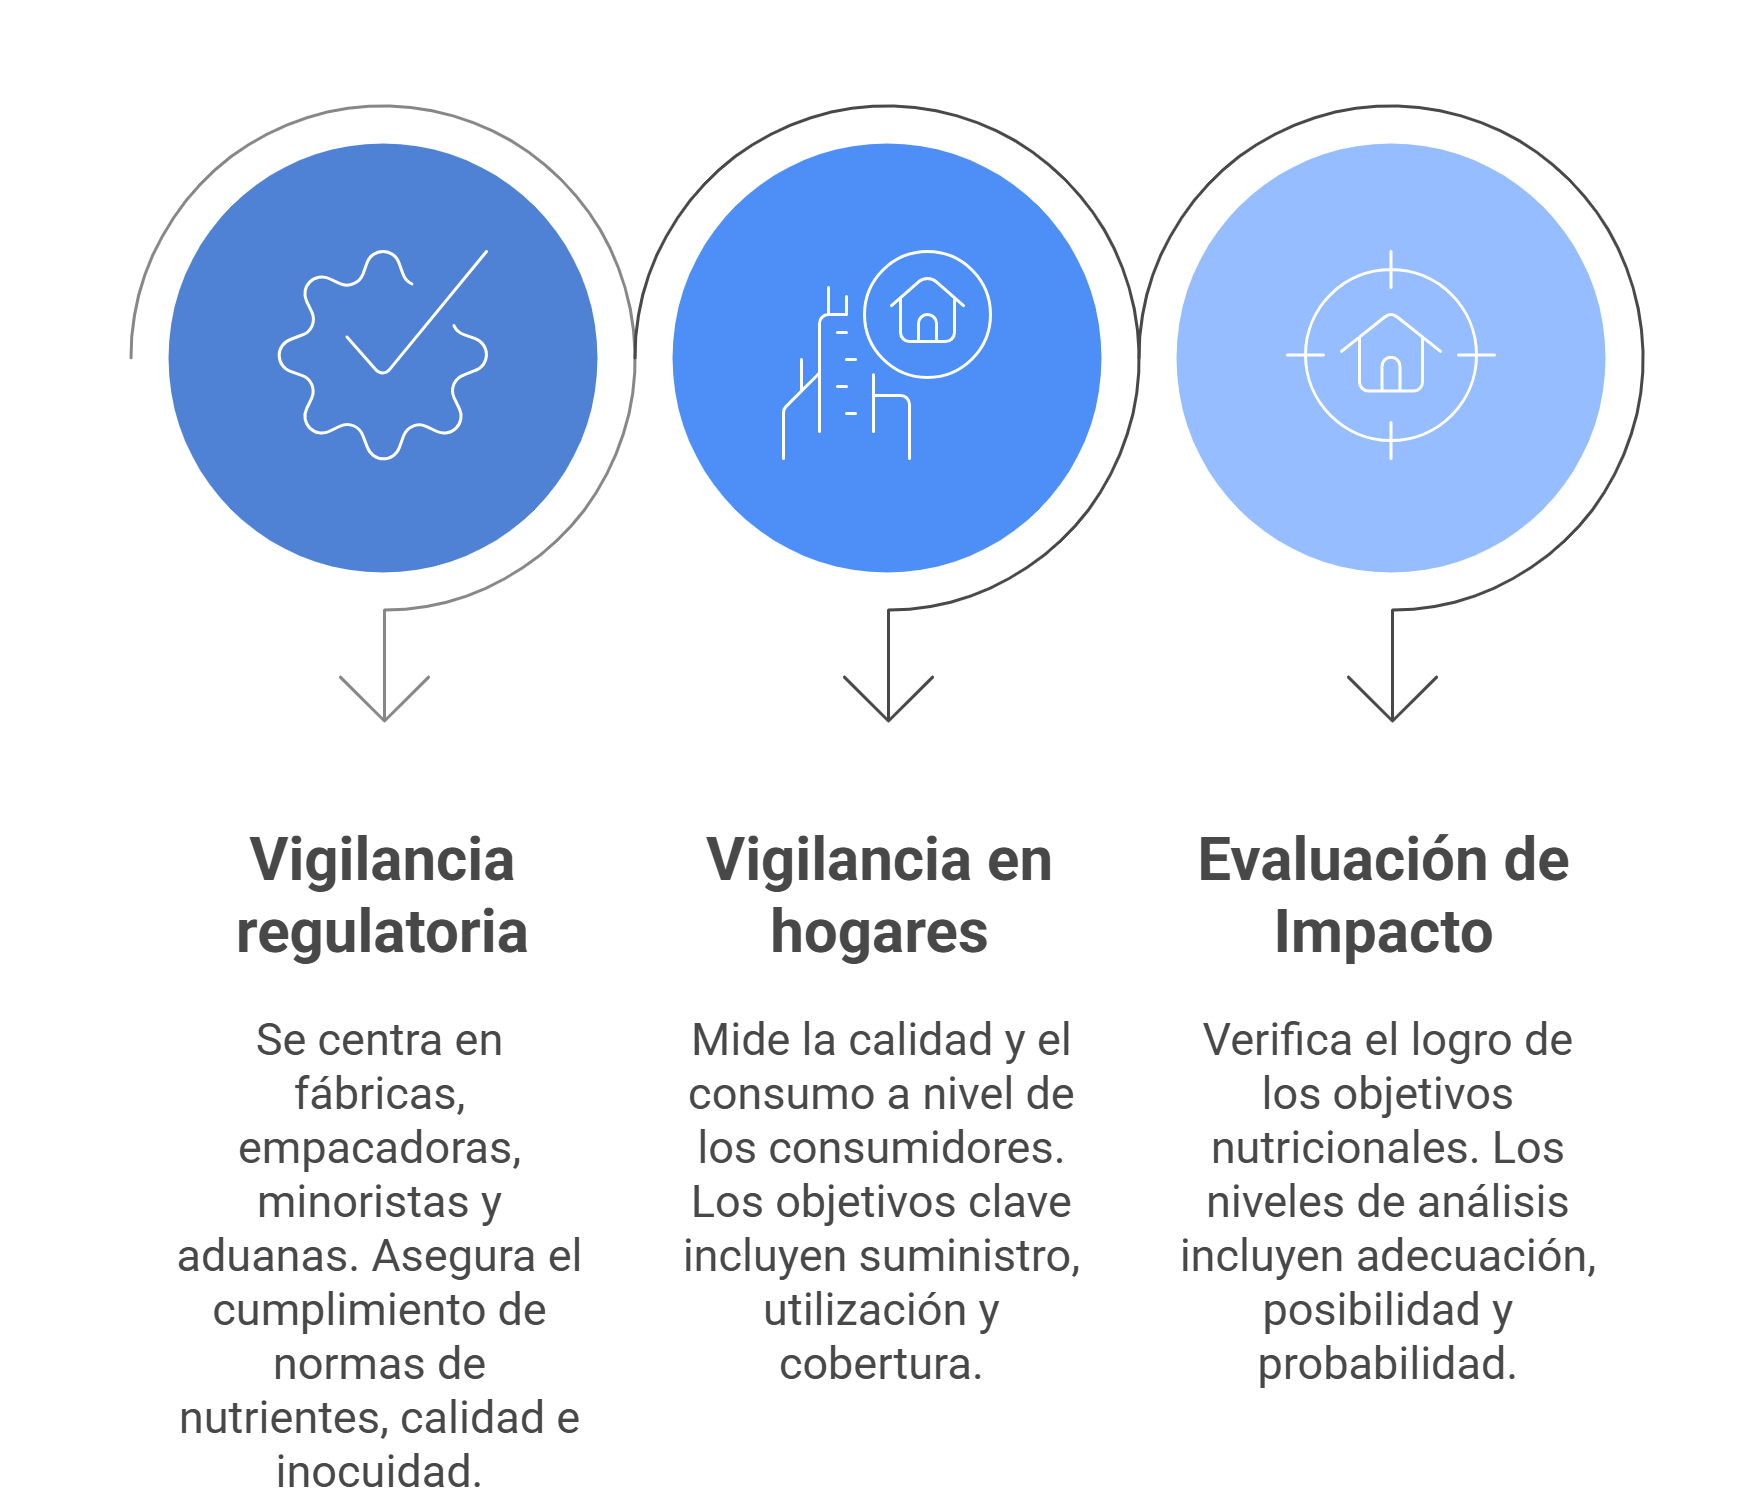 Vigilancia
regulatoria
Se centra en
fábricas,
empacadoras,
minoristas y
aduanas. Asegura el
cumplimiento de
normas de
nutrientes, calidad e
inocuidad.
Vigilancia en
hogares
Mide la calidad y el
consumo a nivel de
los consumidores.
Los objetivos clave
incluyen suministro,
utilización y
cobertura.
Evaluación de
Impacto
Verifica el logro de
los objetivos
nutricionales. Los
niveles de análisis
incluyen adecuación,
posibilidad y
probabilidad.